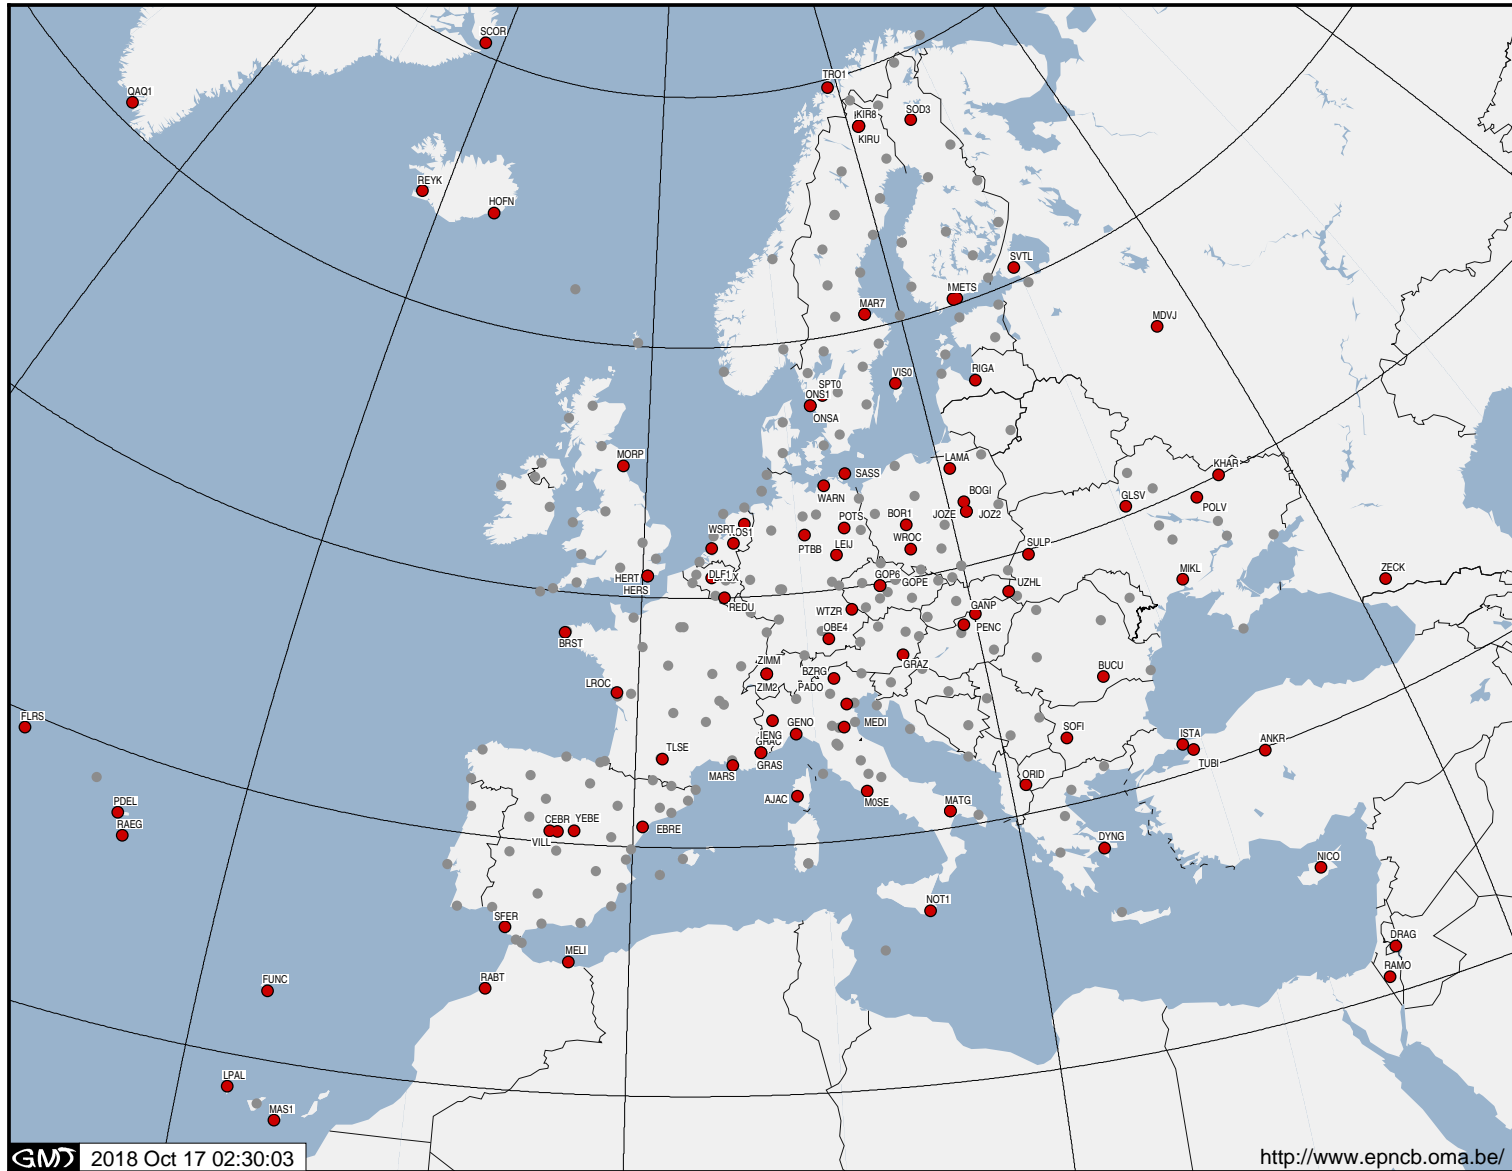 SCOR
TRO1
QAQ1
KIR8
SOD3
KIRU
REYK
HOFN
SVTL
METS
MAR7
MDVJ
VIS0
RIGA
SPT0
ONS1
ONSA
MORP
LAMA
SASS
KHAR
WARN
BOGI
GLSV
POLV
POTS
BOR1
JOZE
JOZ2
WSRT
PTBB
LEIJ
WROC
SULP
HERT
HERS
DLF1
REDU
GOP6
GOPE
UZHL
MIKL
ZECK
WTZR
GANP
OBE4
PENC
BRST
ZIMM
ZIM2
BZRG
GRAZ
BUCU
LROC
PADO
FLRS
GENO
MEDI
SOFI
ISTA
TUBI
ANKR
IENG
TLSE
GRAS
MARS
ORID
AJAC
M0SE
MATG
PDEL
RAEG
CEBR
YEBE
VILL
EBRE
DYNG
NICO
NOT1
SFER
DRAG
MELI
RAMO
FUNC
RABT
LPAL
MAS1
GMT
2018 Oct 17 02:30:03
http://www.epncb.oma.be/